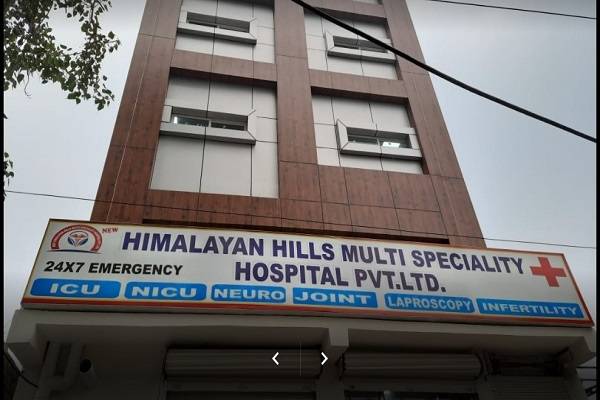 NEW
HIMALAYAN HILLS MULTI SPECIALITY
HOSPITAL PVT.LTD.
24X7 EMERGENCY
ICU NICU NEURO JOINT LAPROSCOPY INFERTILITY